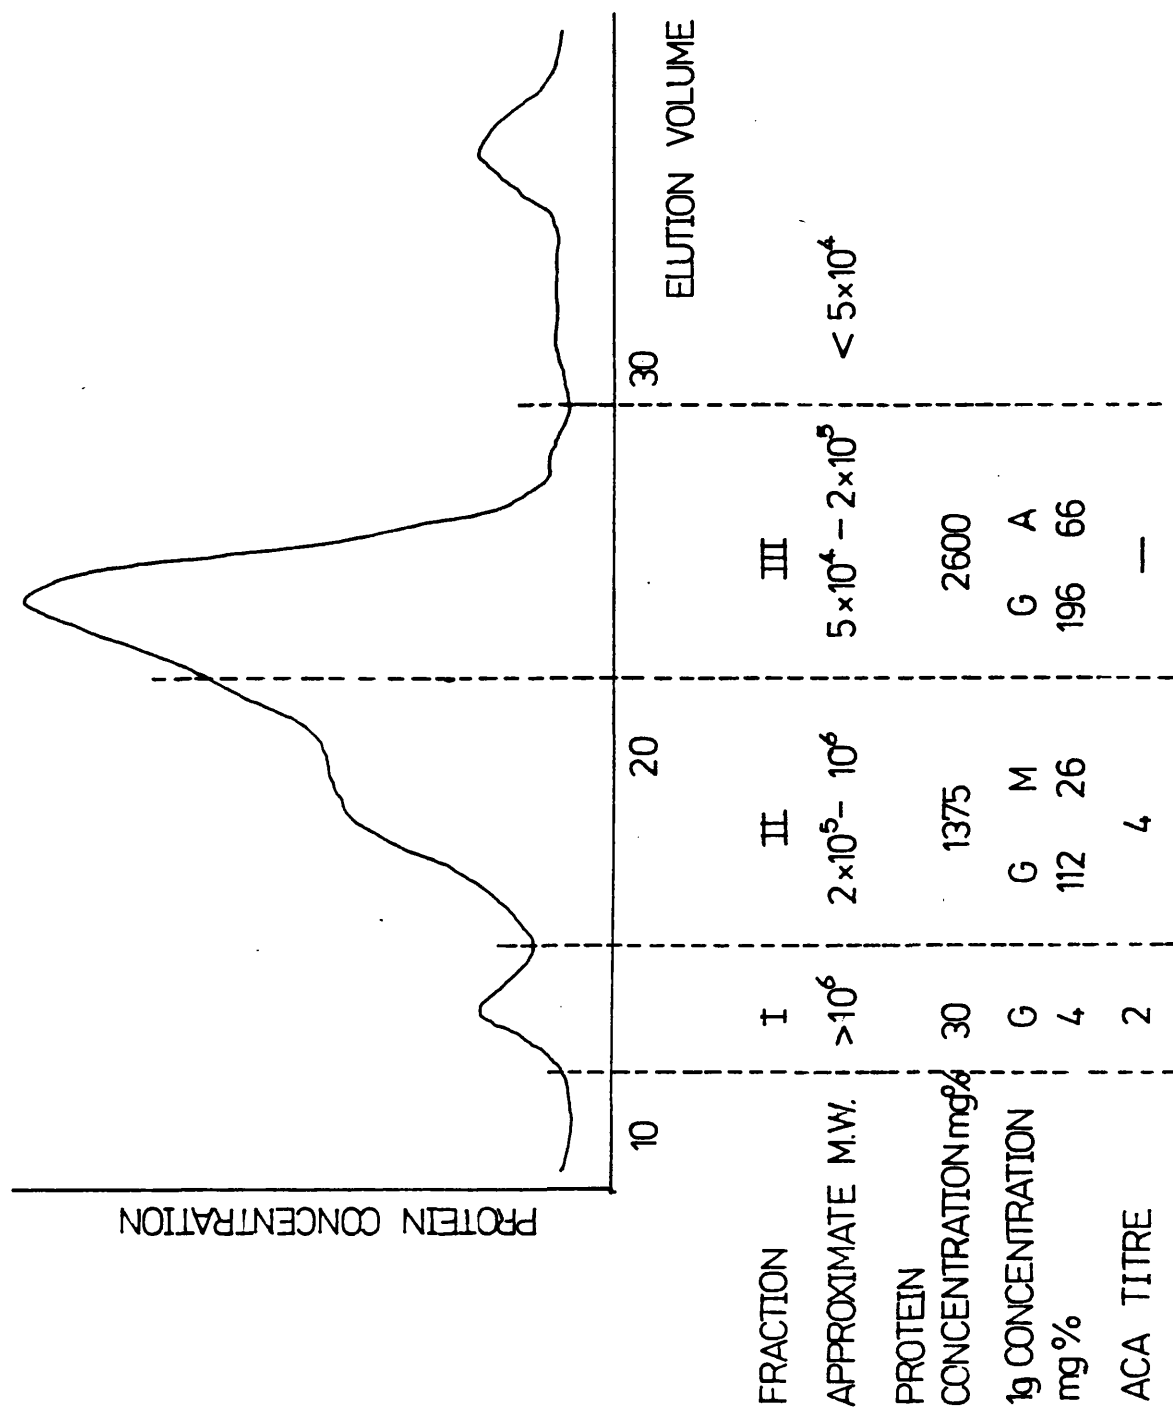 PROTEIN CONCENTRATION
10 20 30
ELUTION VOLUME
FRACTION I II III
APPROXIMATE M.W. >10⁶ 2×10⁵ – 10⁶ 5×10⁴ – 2×10⁵ < 5×10⁴
PROTEIN
CONCENTRATION mg% 30 1375 2600
Ig CONCENTRATION G G M G A
mg % 4 112 26 196 66
ACA TITRE 2 4 —